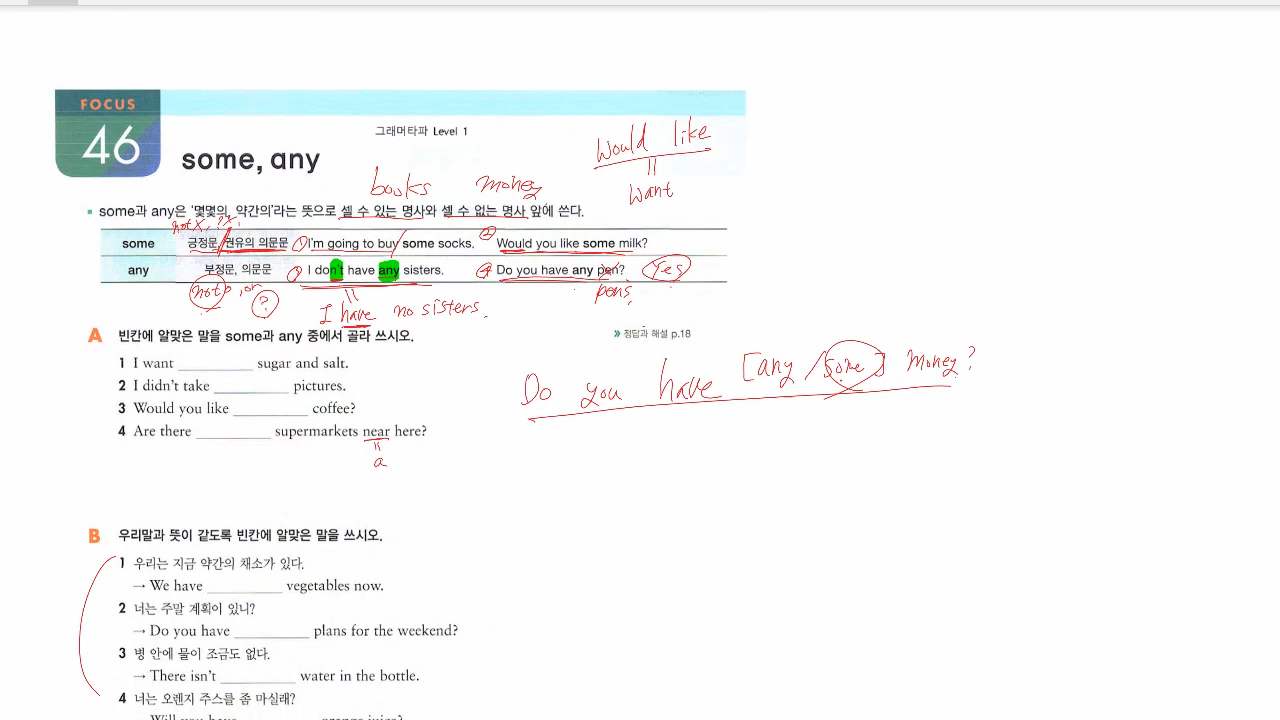 FOCUS
46
그래머타파 Level 1
some, any
Would like
=
want
books money
▪ some과 any은 '몇몇의, 약간의'라는 뜻으로 셀 수 있는 명사와 셀 수 없는 명사 앞에 쓴다.
not X, ? X.
some 긍정문, 권유의 의문문 ① I'm going to buy some socks. ② Would you like some milk?
any 부정문, 의문문 I don't have any sisters. ④ Do you have any pen? Yes
not , or ? pens
=
I have no sisters.
A 빈칸에 알맞은 말을 some과 any 중에서 골라 쓰시오.
» 정답과 해설 p.18
1 I want ________ sugar and salt.
2 I didn't take ________ pictures.
3 Would you like ________ coffee?
4 Are there ________ supermarkets near here?
=
a
Do you have [any / some] money?
B 우리말과 뜻이 같도록 빈칸에 알맞은 말을 쓰시오.
1 우리는 지금 약간의 채소가 있다.
→ We have ________ vegetables now.
2 너는 주말 계획이 있니?
→ Do you have ________ plans for the weekend?
3 병 안에 물이 조금도 없다.
→ There isn't ________ water in the bottle.
4 너는 오렌지 주스를 좀 마실래?
→ Will you have ________ orange juice?